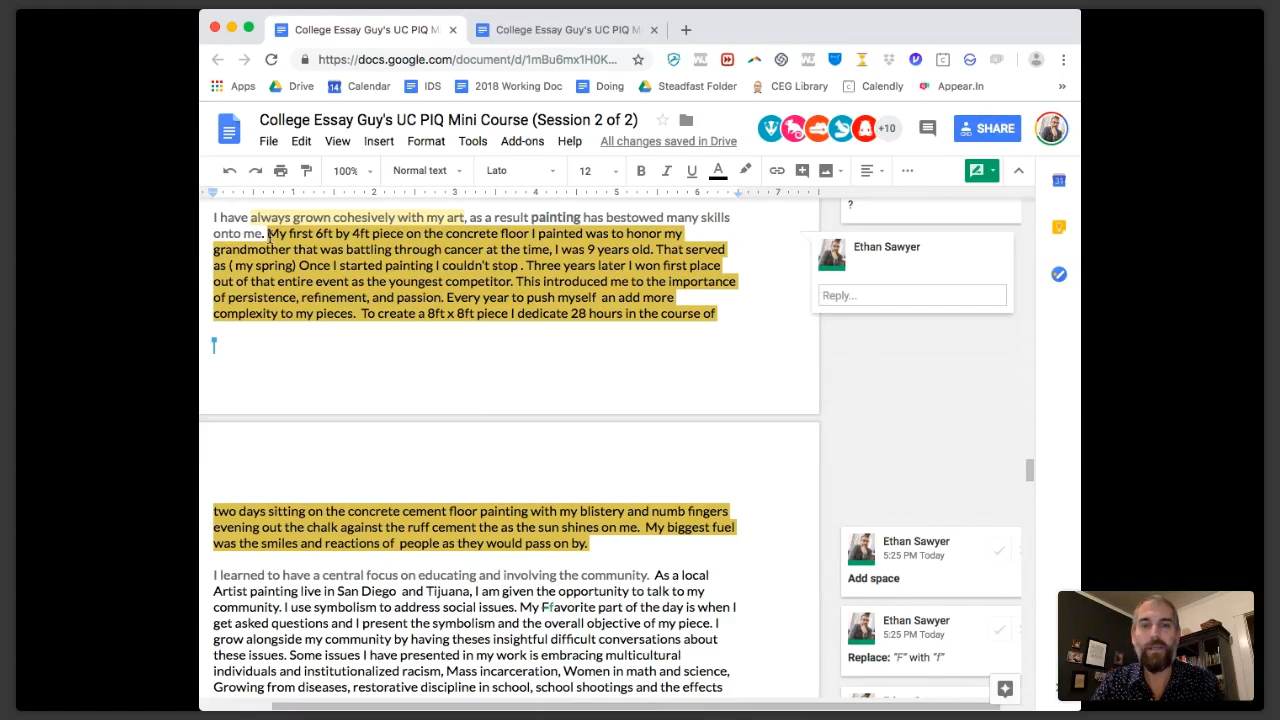 College Essay Guy's UC PIQ M
College Essay Guy's UC PIQ M
https://docs.google.com/document/d/1mBu6mx1H0K...
Apps
Drive
14
Calendar
IDS
2018 Working Doc
Doing
Steadfast Folder
CEG Library
C
Calendly
Appear.In
»
College Essay Guy's UC PIQ Mini Course (Session 2 of 2)
+10
SHARE
File Edit View Insert Format Tools Add-ons Help All changes saved in Drive
100% Normal text Lato 12 B I U A
1 2 3 4 5 6 7
I have always grown cohesively with my art, as a result painting has bestowed many skills
onto me. My first 6ft by 4ft piece on the concrete floor I painted was to honor my
grandmother that was battling through cancer at the time, I was 9 years old. That served
as ( my spring) Once I started painting I couldn't stop . Three years later I won first place
out of that entire event as the youngest competitor. This introduced me to the importance
of persistence, refinement, and passion. Every year to push myself an add more
complexity to my pieces. To create a 8ft x 8ft piece I dedicate 28 hours in the course of
?
Ethan Sawyer
Reply...
two days sitting on the concrete cement floor painting with my blistery and numb fingers
evening out the chalk against the ruff cement the as the sun shines on me. My biggest fuel
was the smiles and reactions of people as they would pass on by.
I learned to have a central focus on educating and involving the community. As a local
Artist painting live in San Diego and Tijuana, I am given the opportunity to talk to my
community. I use symbolism to address social issues. My Ffavorite part of the day is when I
get asked questions and I present the symbolism and the overall objective of my piece. I
grow alongside my community by having theses insightful difficult conversations about
these issues. Some issues I have presented in my work is embracing multicultural
individuals and institutionalized racism, Mass incarceration, Women in math and science,
Growing from diseases, restorative discipline in school, school shootings and the effects
Ethan Sawyer
5:25 PM Today
Add space
Ethan Sawyer
5:25 PM Today
Replace: "F" with "f"